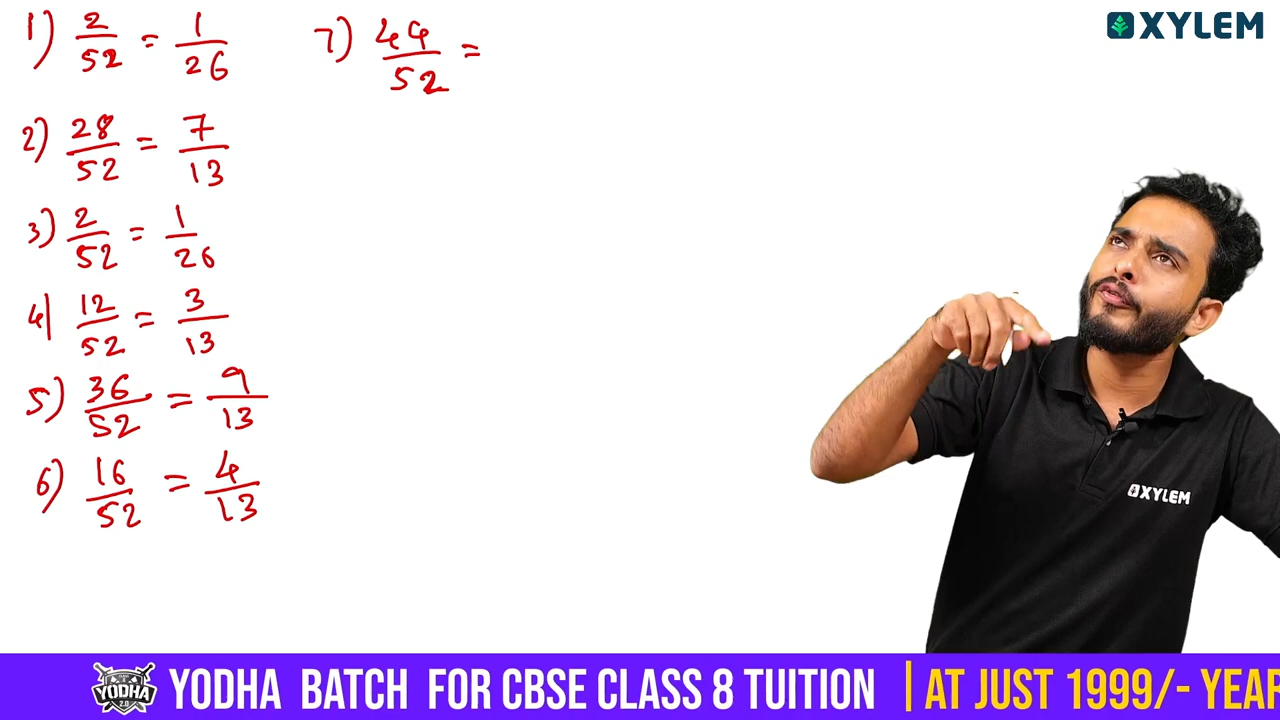 1) 2/52 = 1/26
2) 28/52 = 7/13
3) 2/52 = 1/26
4) 12/52 = 3/13
5) 36/52 = 9/13
6) 16/52 = 4/13
7) 44/52 =
XYLEM
XYLEM
YODHA 2.0
YODHA BATCH FOR CBSE CLASS 8 TUITION | AT JUST 1999/- YEAR